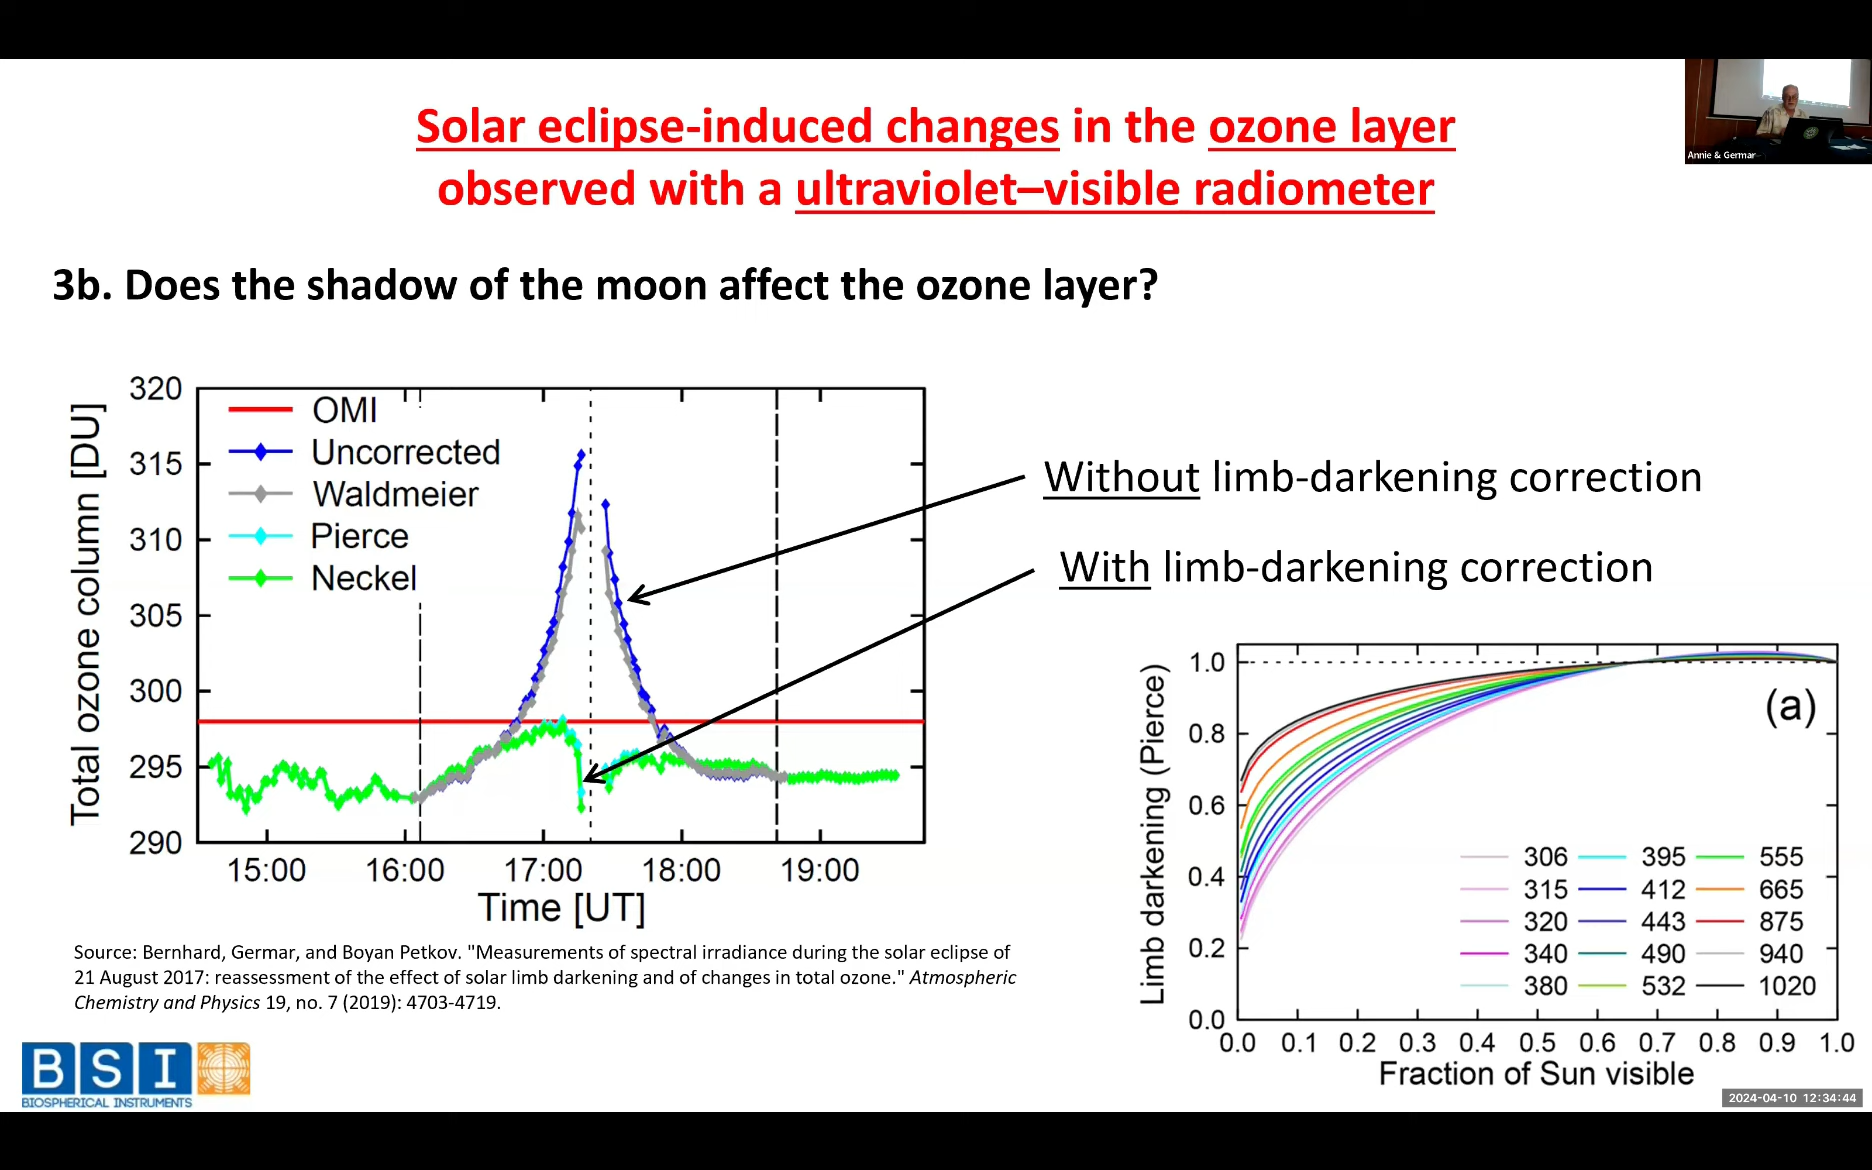 Solar eclipse-induced changes in the ozone layer
observed with a ultraviolet–visible radiometer
Annie & Germar
3b. Does the shadow of the moon affect the ozone layer?
Total ozone column [DU]
320
315
310
305
300
295
290
OMI
Uncorrected
Waldmeier
Pierce
Neckel
15:00 16:00 17:00 18:00 19:00
Time [UT]
Without limb-darkening correction
With limb-darkening correction
Limb darkening (Pierce)
1.0
0.8
0.6
0.4
0.2
0.0
(a)
306 395 555
315 412 665
320 443 875
340 490 940
380 532 1020
0.0 0.1 0.2 0.3 0.4 0.5 0.6 0.7 0.8 0.9 1.0
Fraction of Sun visible
Source: Bernhard, Germar, and Boyan Petkov. "Measurements of spectral irradiance during the solar eclipse of
21 August 2017: reassessment of the effect of solar limb darkening and of changes in total ozone." Atmospheric
Chemistry and Physics 19, no. 7 (2019): 4703-4719.
BSI
BIOSPHERICAL INSTRUMENTS
2024-04-10 12:34:44